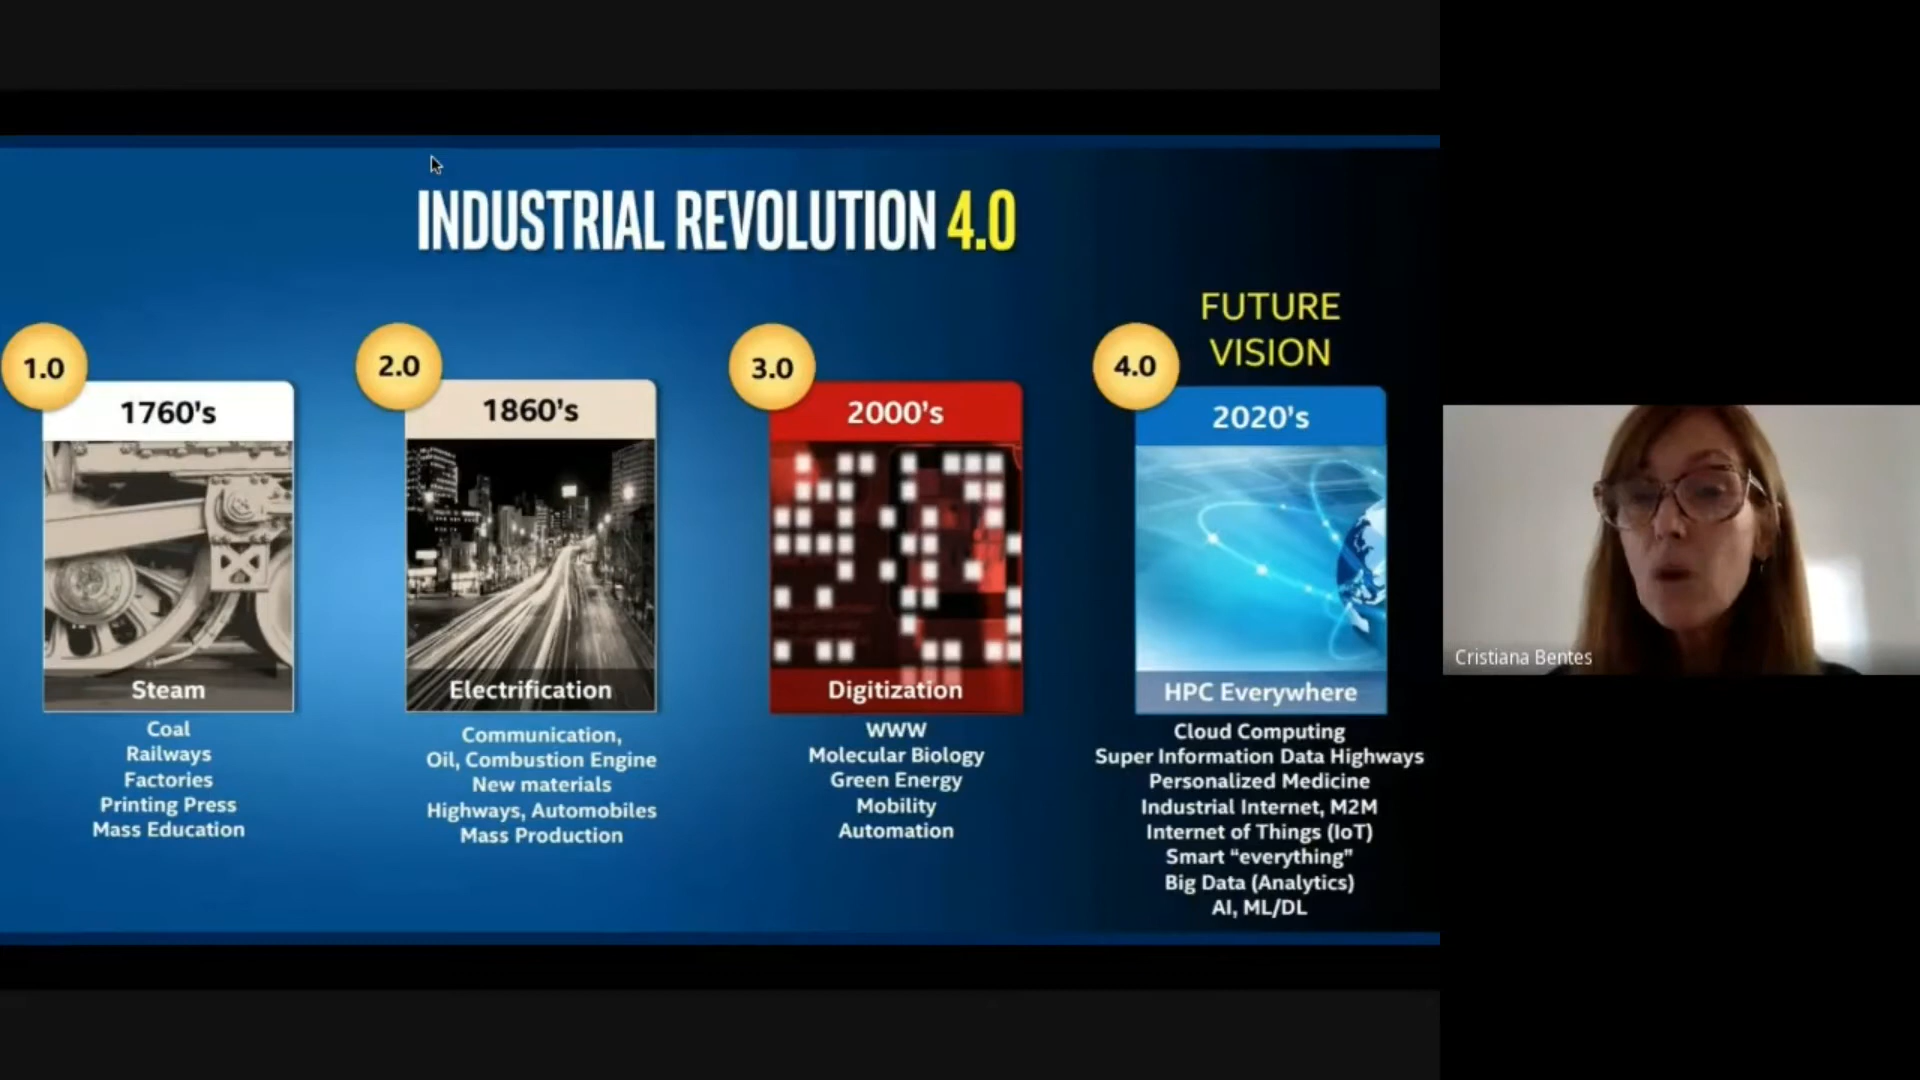 INDUSTRIAL REVOLUTION 4.0
FUTURE
VISION
1.0
1760's
Steam
Coal
Railways
Factories
Printing Press
Mass Education
2.0
1860's
Electrification
Communication,
Oil, Combustion Engine
New materials
Highways, Automobiles
Mass Production
3.0
2000's
Digitization
WWW
Molecular Biology
Green Energy
Mobility
Automation
4.0
2020's
HPC Everywhere
Cloud Computing
Super Information Data Highways
Personalized Medicine
Industrial Internet, M2M
Internet of Things (IoT)
Smart “everything”
Big Data (Analytics)
AI, ML/DL
Cristiana Bentes